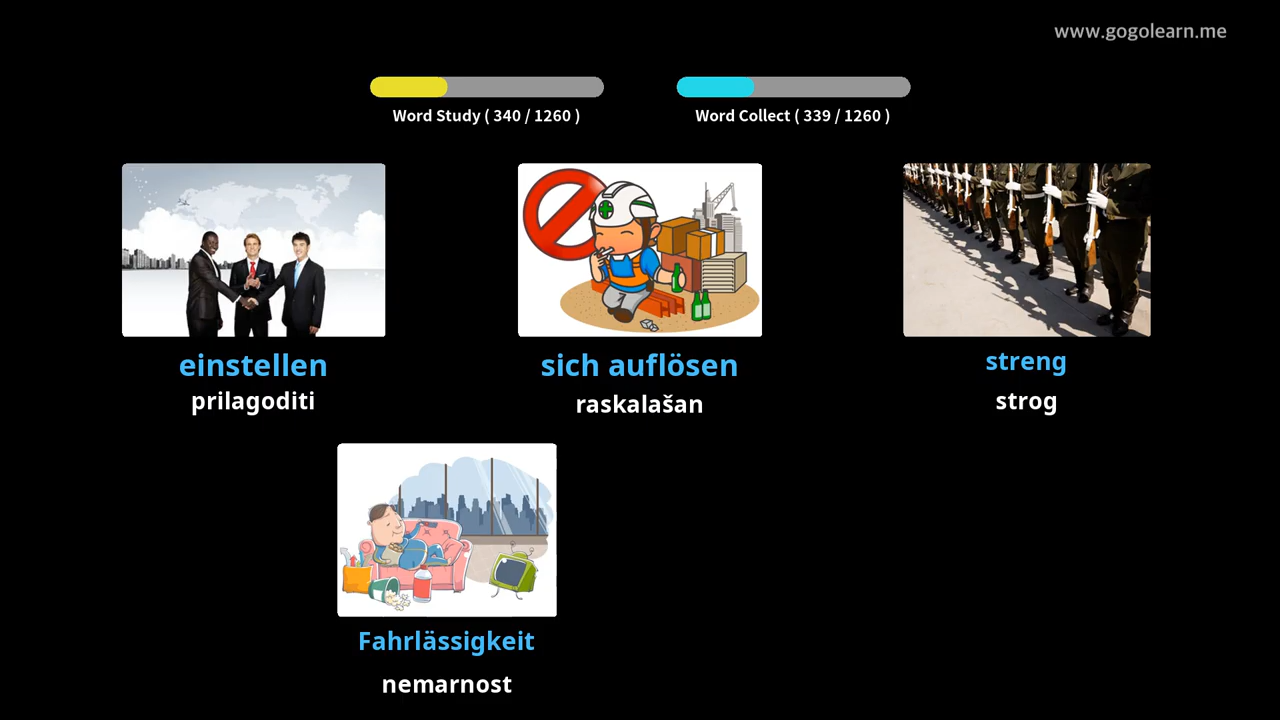 www.gogolearn.me
Word Study ( 340 / 1260 )
Word Collect ( 339 / 1260 )
einstellen
prilagoditi
sich auflösen
raskalašan
streng
strog
Fahrlässigkeit
nemarnost